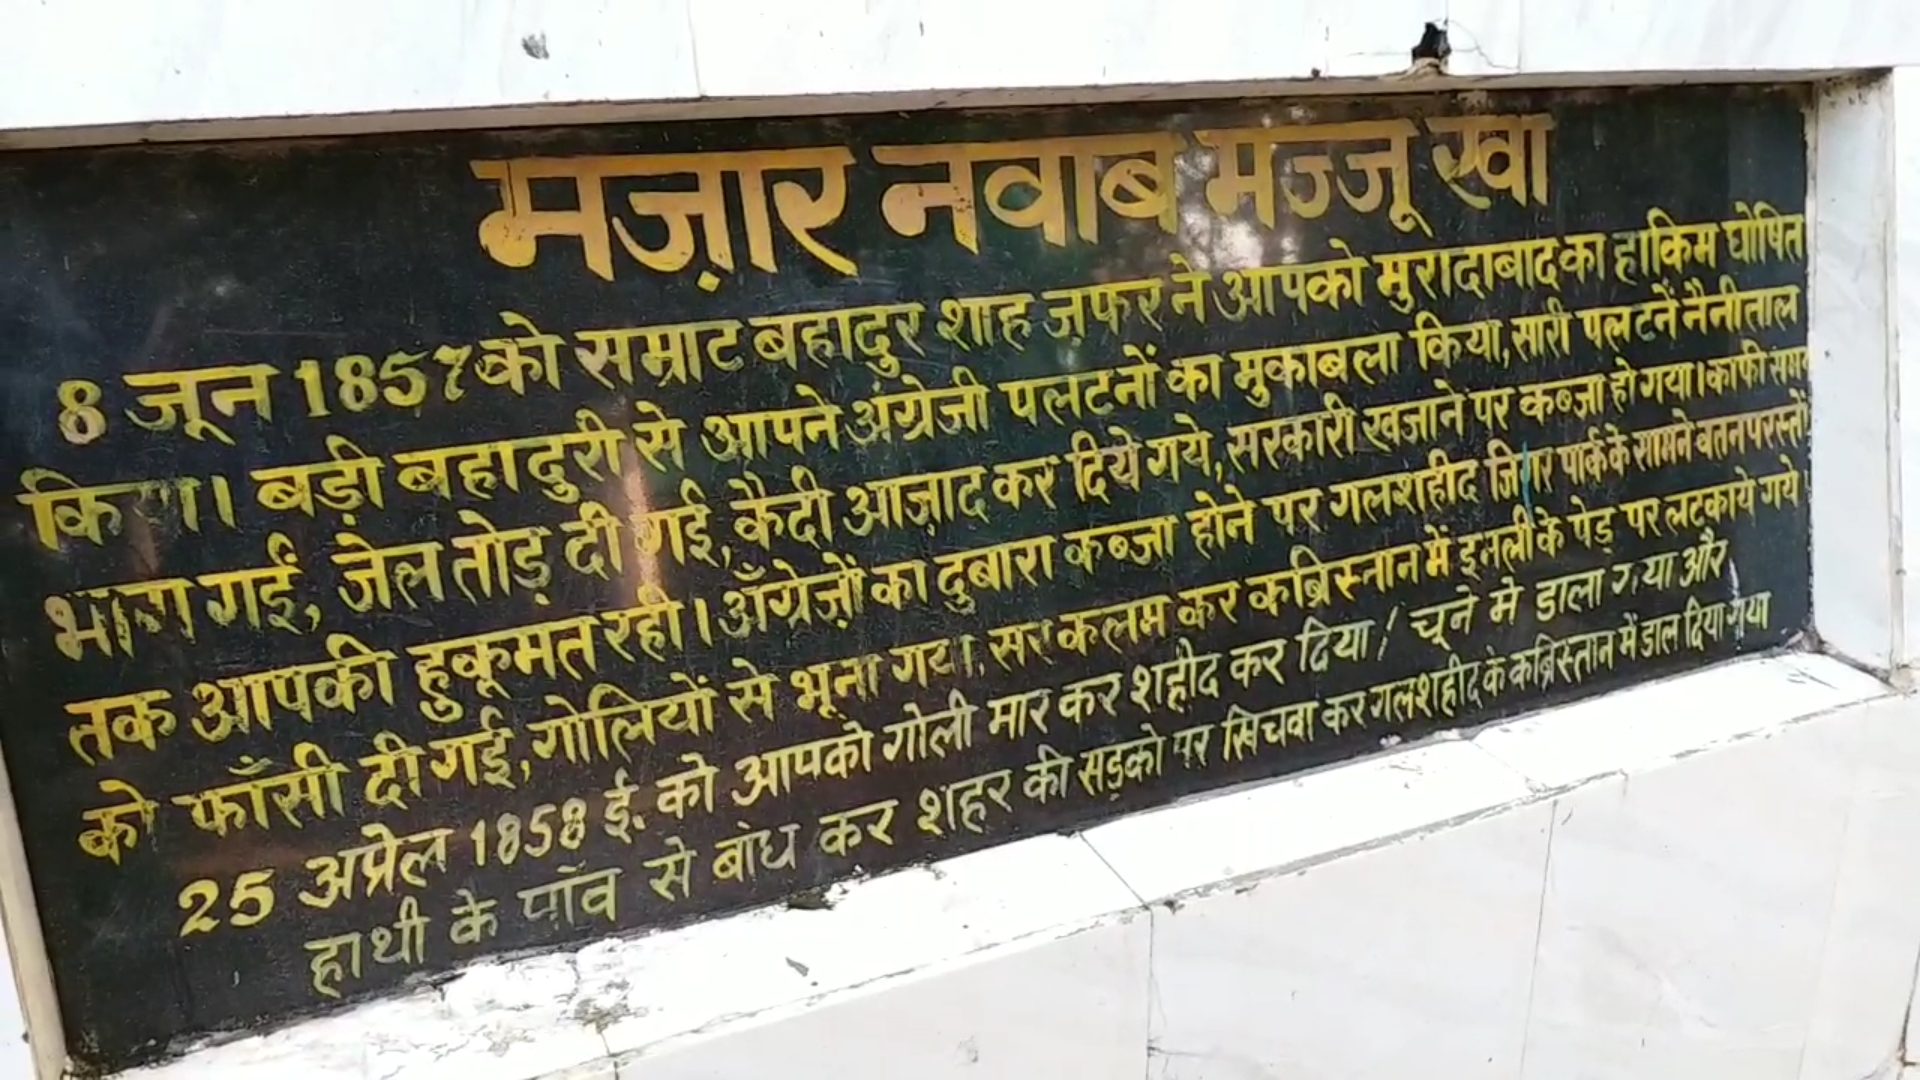 मज़ार नवाब मज्जू खा
8 जून 1857 को सम्राट बहादुर शाह ज़फर ने आपको मुरादाबाद का हाकिम घोषित
किया। बड़ी बहादुरी से आपने अंग्रेजी पलटनों का मुकाबला किया, सारी पलटनें नैनीताल
भाग गईं, जेल तोड़ दी गई, कैदी आज़ाद कर दिये गये, सरकारी खजाने पर कब्ज़ा हो गया। काफी समय
तक आपकी हुकूमत रही। अँग्रेज़ों का दुबारा कब्ज़ा होने पर गलशहीद जिगर पार्क के सामने वतनपरस्तों
को फाँसी दी गई, गोलियों से भूना गया, सर कलम कर कब्रिस्तान में इमली के पेड़ पर लटकाये गये।
25 अप्रेल 1858 ई. को आपको गोली मार कर शहीद कर दिया / चूने मे डाला गया और
हाथी के पॉव से बांध कर शहर की सड़को पर खिचवा कर गलशहीद के कब्रिस्तान में डाल दिया गया